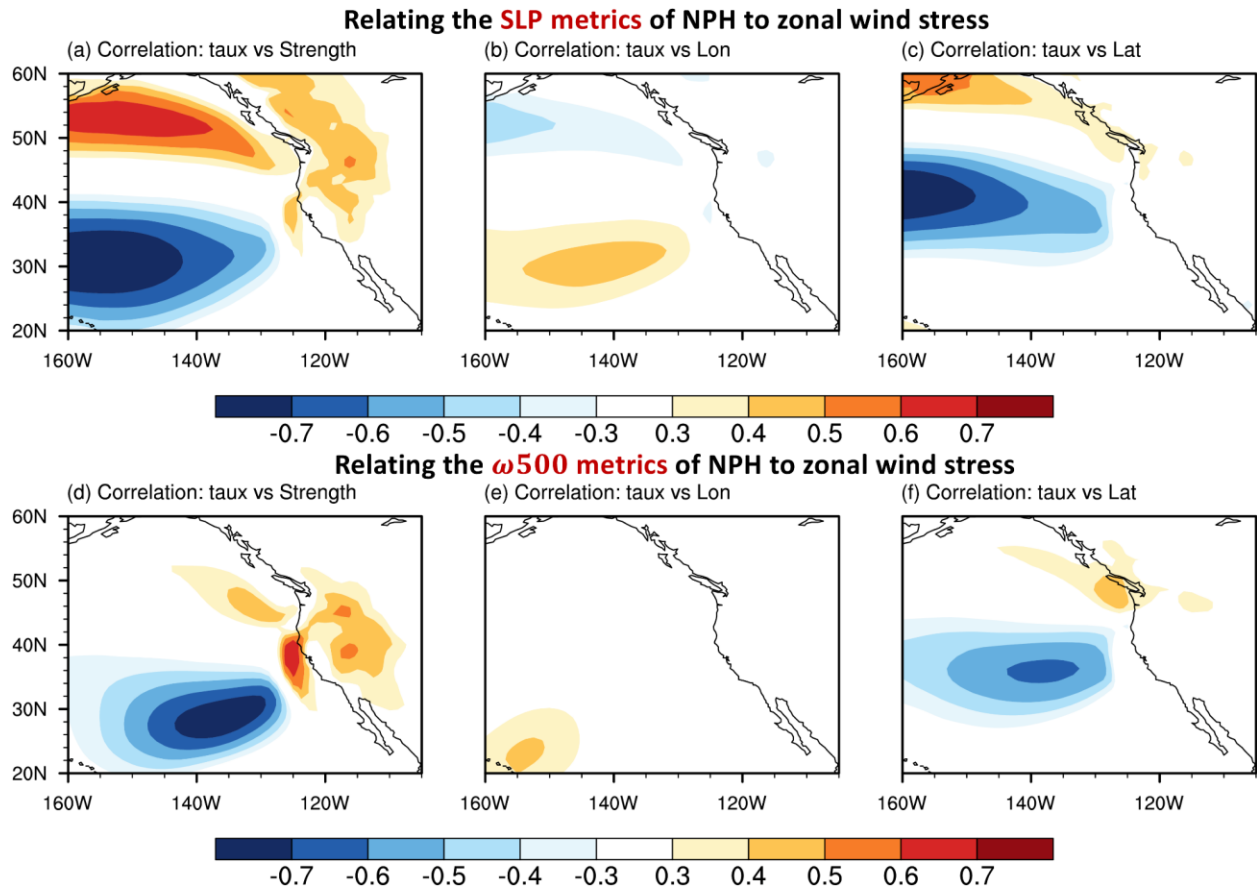 Relating the SLP metrics of NPH to zonal wind stress
(a) Correlation: taux vs Strength
(b) Correlation: taux vs Lon
(c) Correlation: taux vs Lat
60N
50N
40N
30N
20N
160W 140W 120W
160W 140W 120W
160W 140W 120W
-0.7 -0.6 -0.5 -0.4 -0.3 0.3 0.4 0.5 0.6 0.7
Relating the ω500 metrics of NPH to zonal wind stress
(d) Correlation: taux vs Strength
(e) Correlation: taux vs Lon
(f) Correlation: taux vs Lat
60N
50N
40N
30N
20N
160W 140W 120W
160W 140W 120W
160W 140W 120W
-0.7 -0.6 -0.5 -0.4 -0.3 0.3 0.4 0.5 0.6 0.7